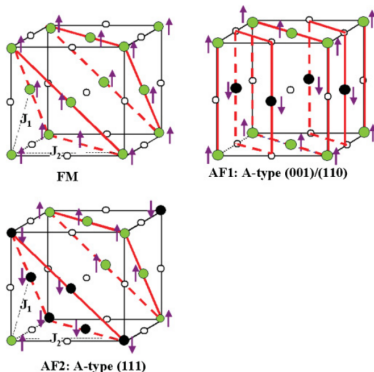 J1
J2
FM
AF1: A-type (001)/(110)
J1
J2
AF2: A-type (111)